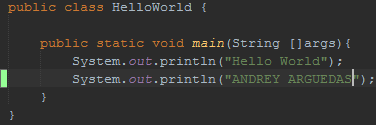 public class HelloWorld {
public static void main(String []args){
System.out.println("Hello World");
System.out.println("ANDREY ARGUEDAS");
}
}